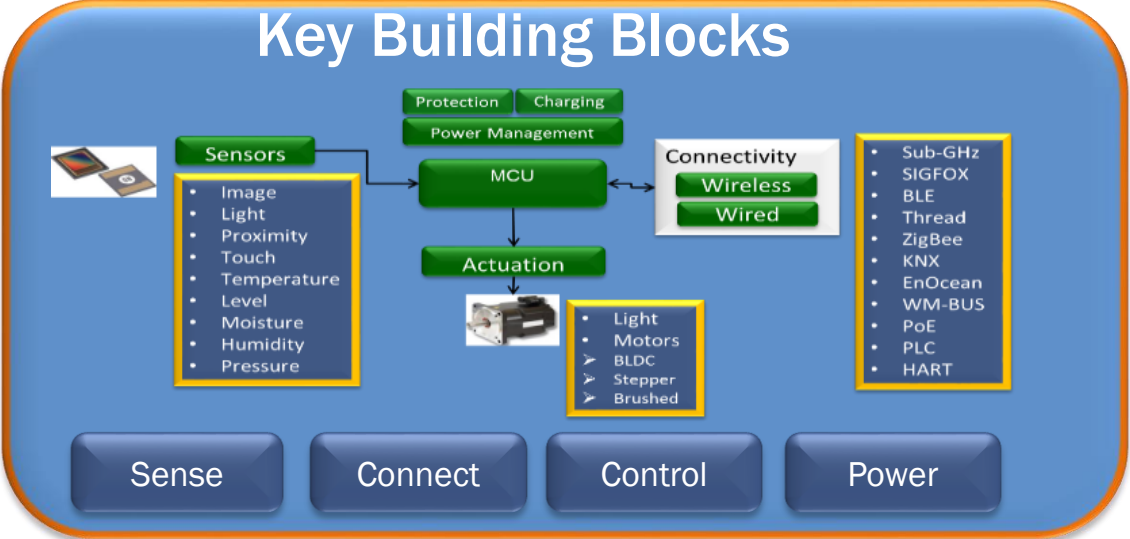 Key Building Blocks
Protection
Charging
Power Management
Sensors
MCU
Connectivity
Wireless
Wired
Image
Light
Proximity
Touch
Temperature
Level
Moisture
Humidity
Pressure
Actuation
Light
Motors
BLDC
Stepper
Brushed
Sub-GHz
SIGFOX
BLE
Thread
ZigBee
KNX
EnOcean
WM-BUS
PoE
PLC
HART
Sense
Connect
Control
Power